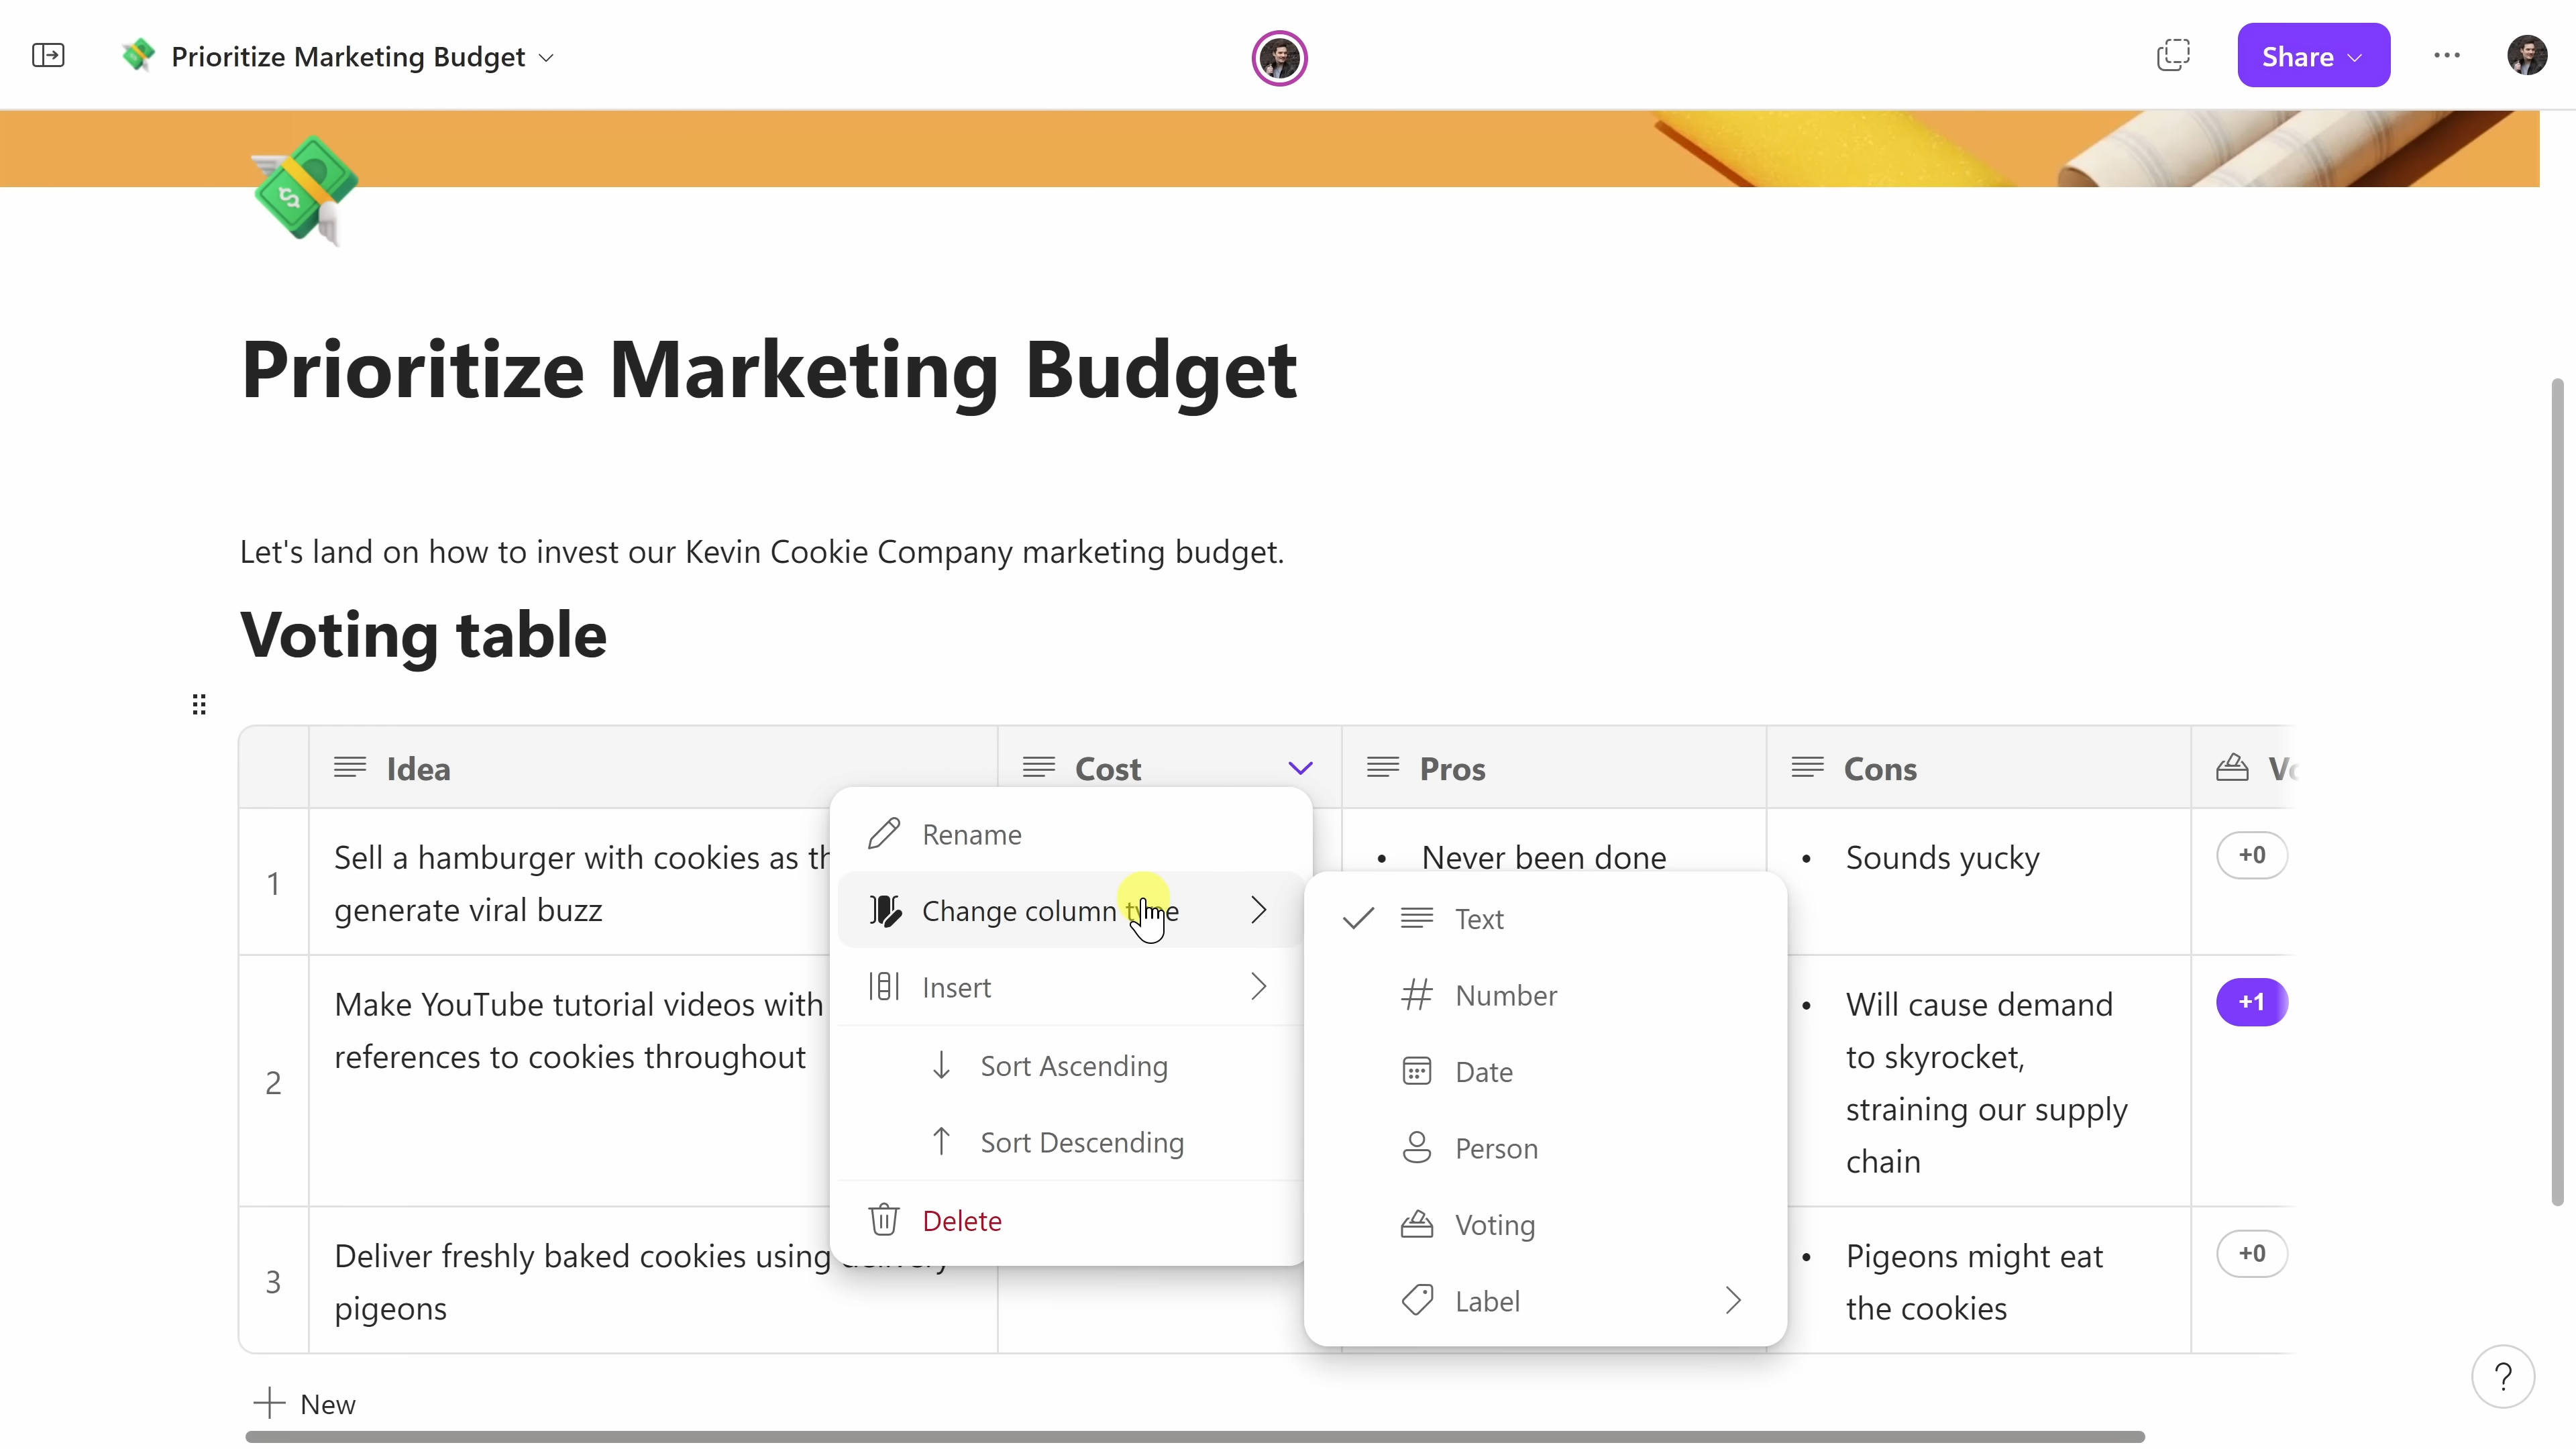 Prioritize Marketing Budget
Share
Prioritize Marketing Budget
Let's land on how to invest our Kevin Cookie Company marketing budget.
Voting table
Idea
Cost
Pros
Cons
1
Sell a hamburger with cookies as
generate viral buzz
Never been done
Sounds yucky
+0
2
Make YouTube tutorial videos with
references to cookies throughout
Will cause demand
to skyrocket,
straining our supply
chain
+1
3
Deliver freshly baked cookies using delivery
pigeons
Pigeons might eat
the cookies
+0
Rename
Change column type
Insert
Sort Ascending
Sort Descending
Delete
Text
Number
Date
Person
Voting
Label
New
?